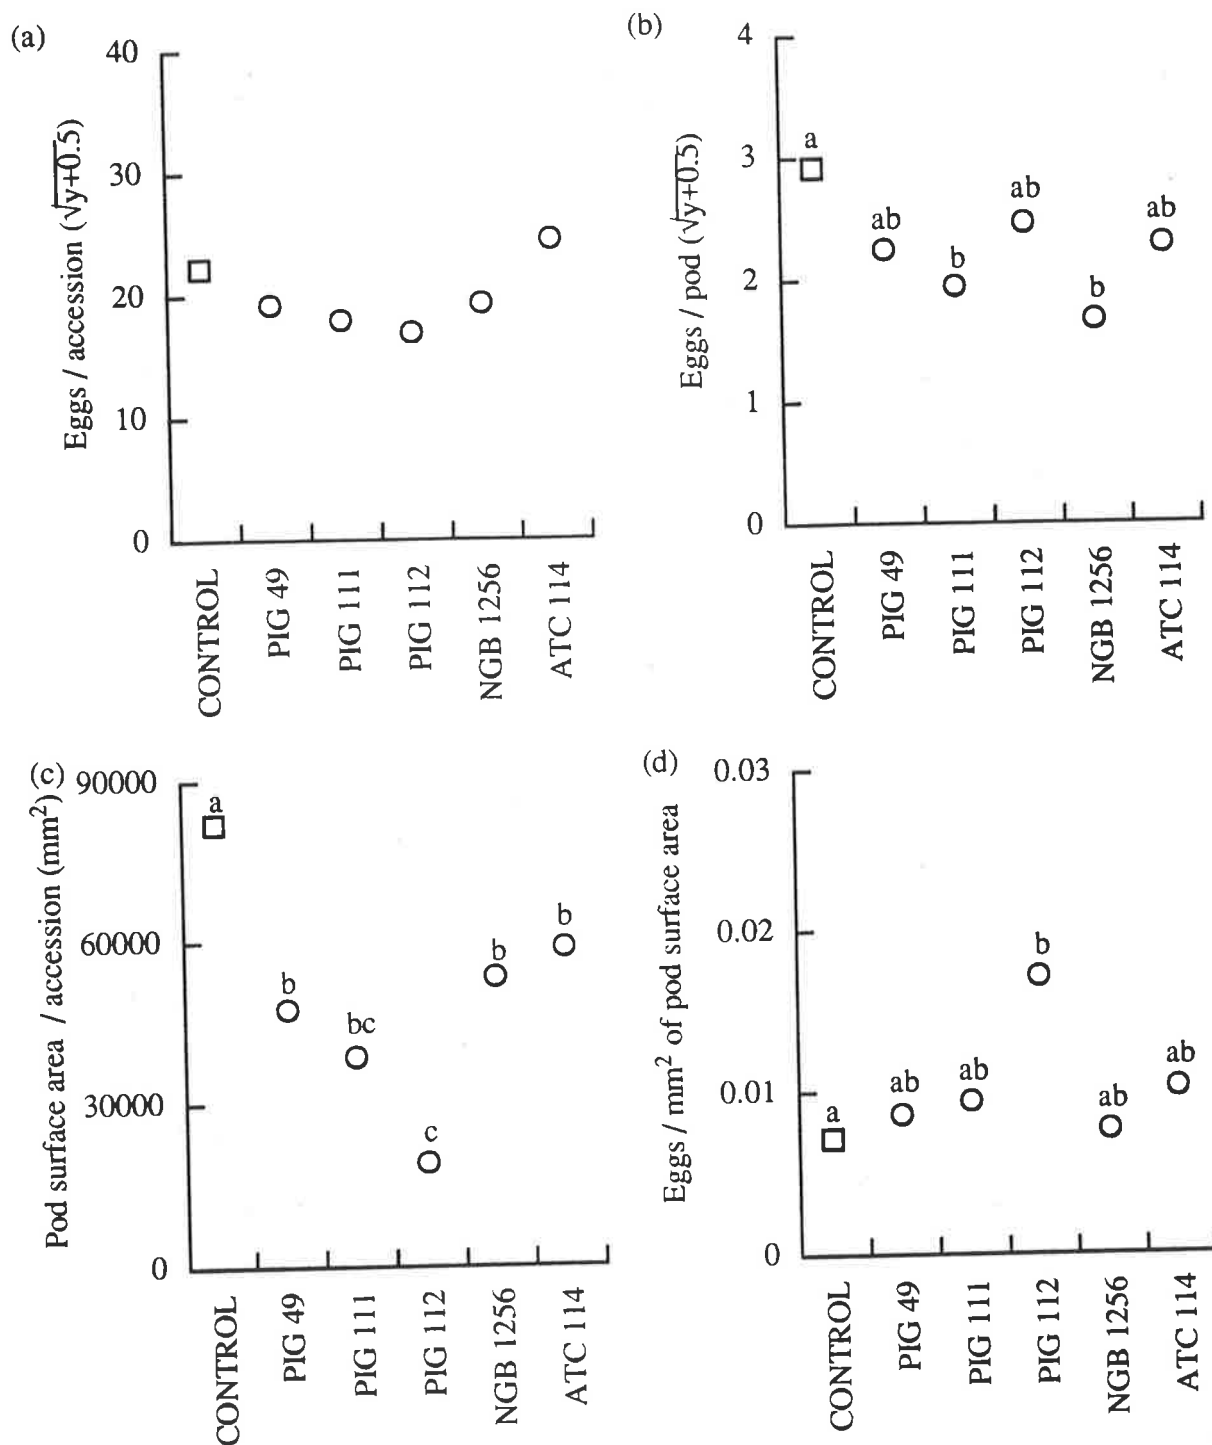 (a)
Eggs / accession (√y+0.5)
40
30
20
10
0
CONTROL
PIG 49
PIG 111
PIG 112
NGB 1256
ATC 114
(b)
Eggs / pod (√y+0.5)
4
3
2
1
0
a
ab
b
ab
b
ab
CONTROL
PIG 49
PIG 111
PIG 112
NGB 1256
ATC 114
(c)
Pod surface area / accession (mm²)
90000
60000
30000
0
a
b
bc
c
b
b
CONTROL
PIG 49
PIG 111
PIG 112
NGB 1256
ATC 114
(d)
Eggs / mm² of pod surface area
0.03
0.02
0.01
0
a
ab
ab
b
ab
ab
CONTROL
PIG 49
PIG 111
PIG 112
NGB 1256
ATC 114